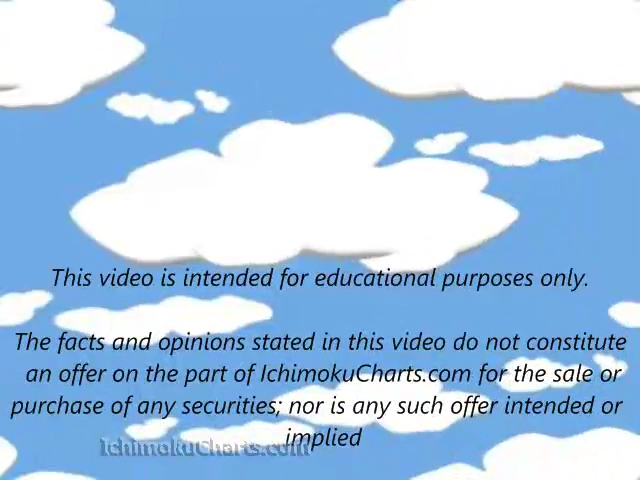 This video is intended for educational purposes only.
The facts and opinions stated in this video do not constitute
an offer on the part of IchimokuCharts.com for the sale or
purchase of any securities; nor is any such offer intended or
implied
IchimokuCharts.com